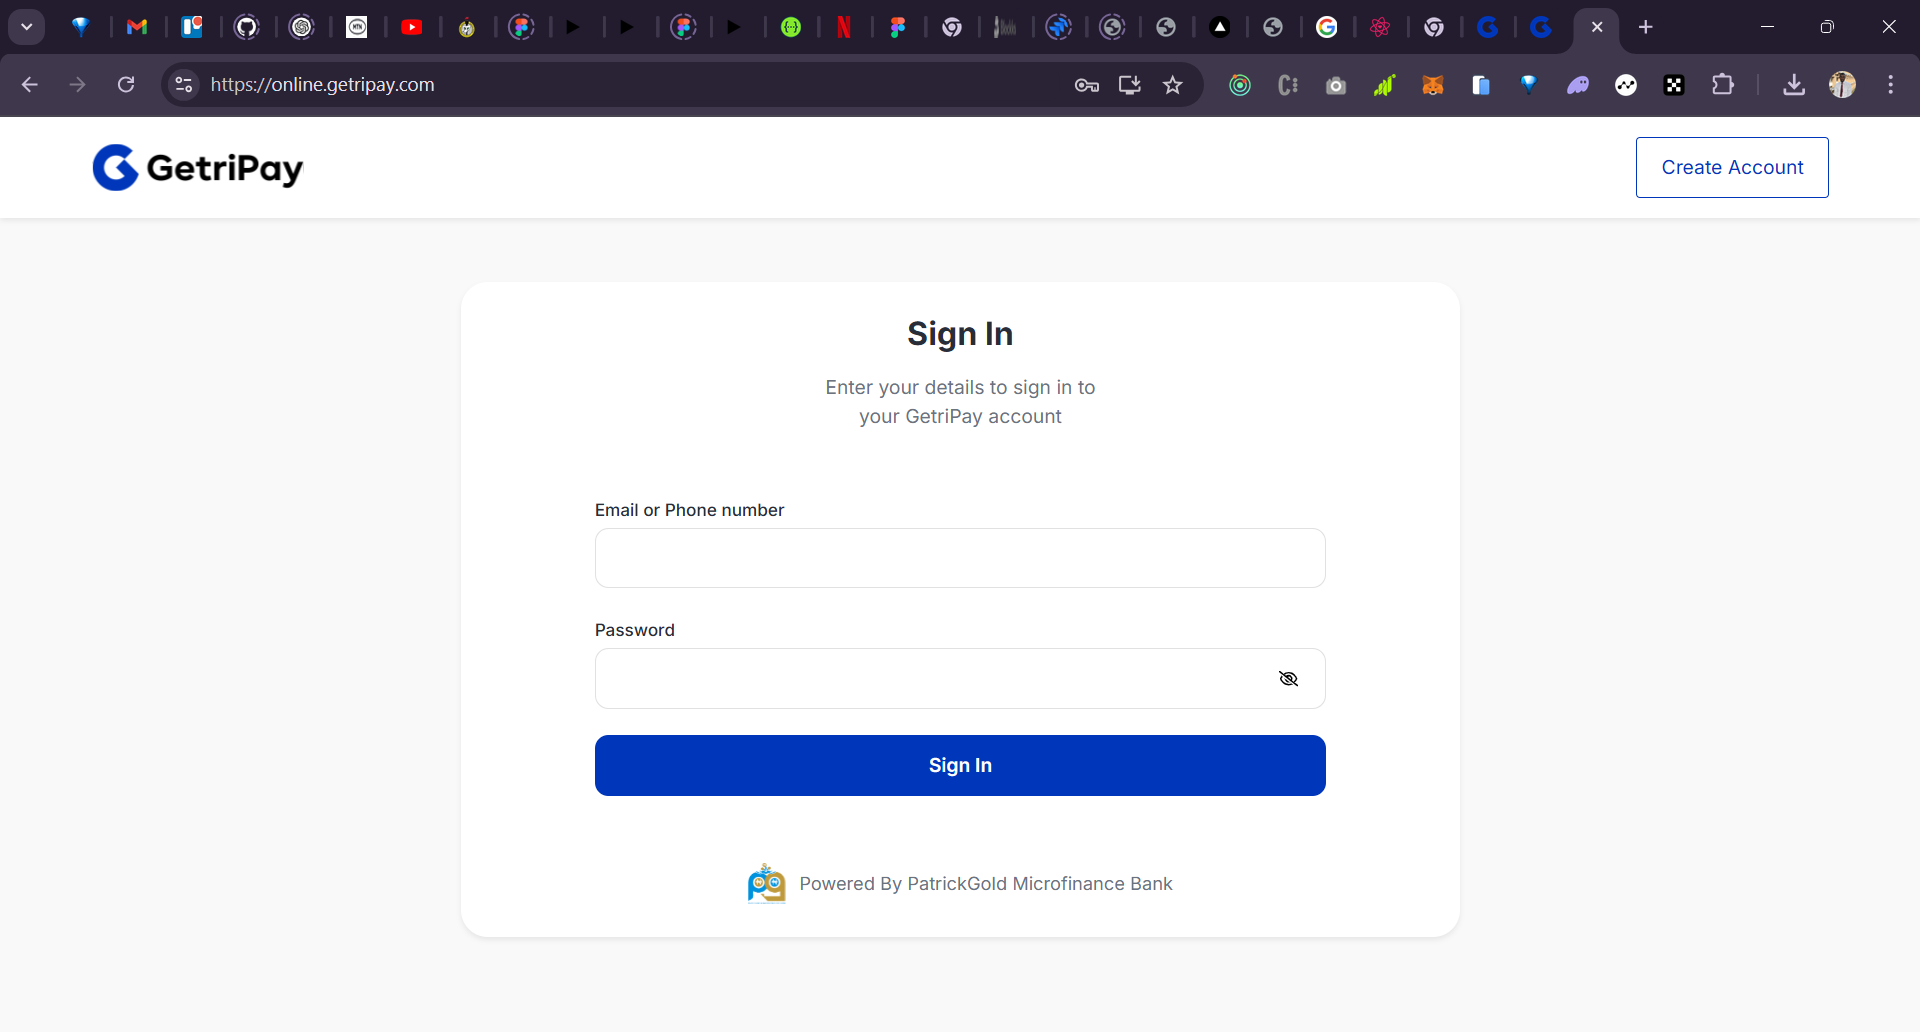 https://online.getripay.com
GetriPay
Create Account
Sign In
Enter your details to sign in to
your GetriPay account
Email or Phone number
Password
Sign In
Powered By PatrickGold Microfinance Bank